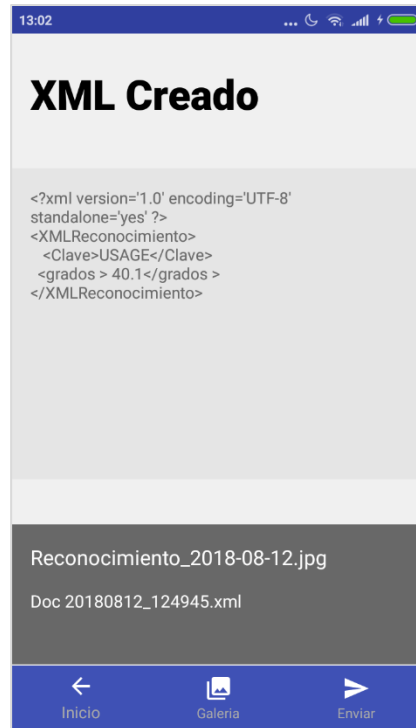 13:02
...
XML Creado
<?xml version='1.0' encoding='UTF-8'
standalone='yes' ?>
<XMLReconocimiento>
<Clave>USAGE</Clave>
<grados > 40.1</grados >
</XMLReconocimiento>
Reconocimiento_2018-08-12.jpg
Doc 20180812_124945.xml
Inicio Galeria Enviar